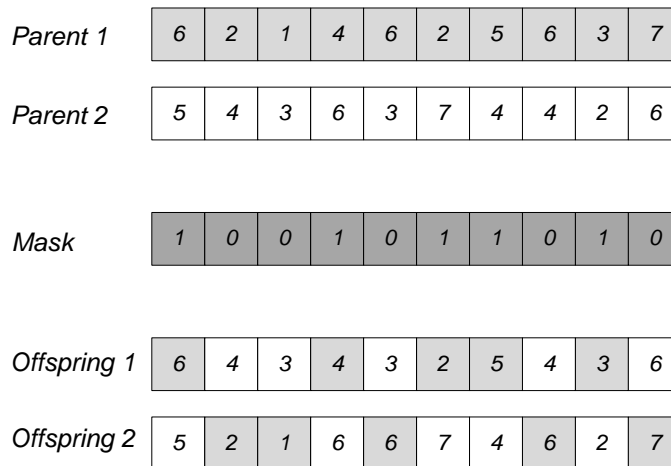 Parent 1 6 2 1 4 6 2 5 6 3 7
Parent 2 5 4 3 6 3 7 4 4 2 6
Mask 1 0 0 1 0 1 1 0 1 0
Offspring 1 6 4 3 4 3 2 5 4 3 6
Offspring 2 5 2 1 6 6 7 4 6 2 7